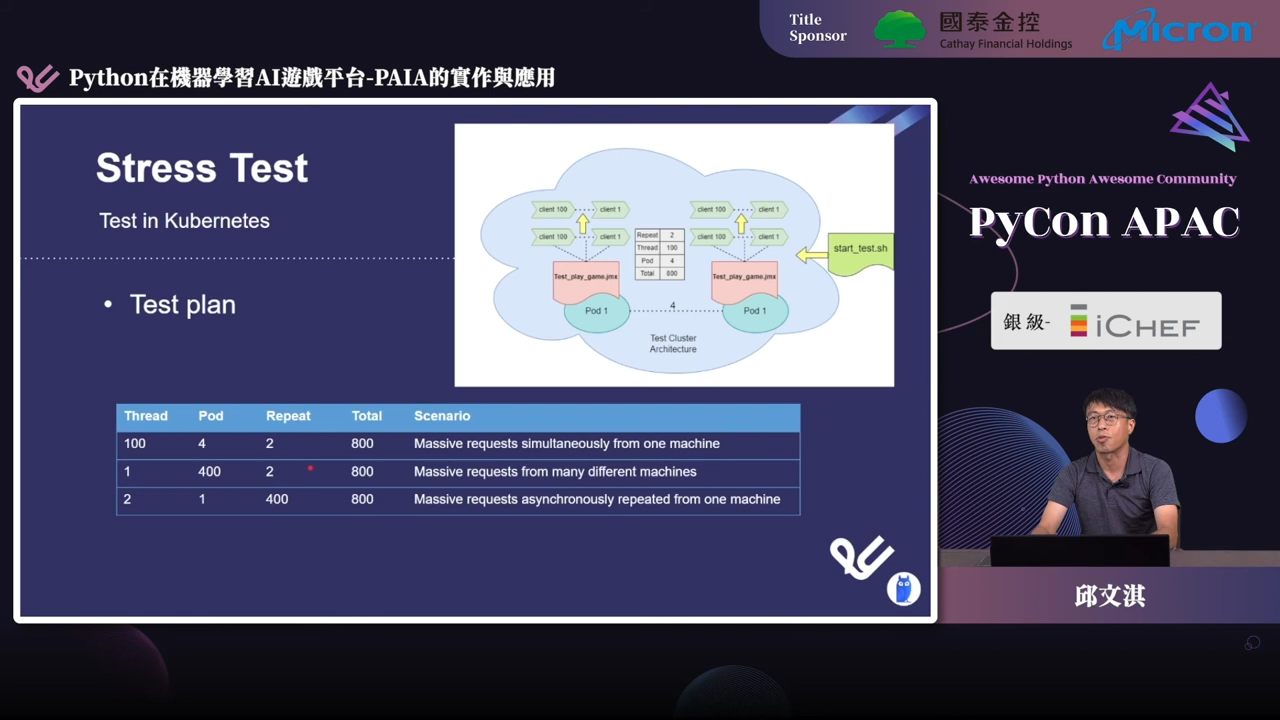 Title
Sponsor
國泰金控
Cathay Financial Holdings
Micron
Python在機器學習AI遊戲平台-PAIA的實作與應用
Stress Test
Test in Kubernetes
• Test plan
client 100 client 1 client 100 client 1
client 100 client 1 client 100 client 1
Repeat 2
Thread 100
Pod 4
Total 800
start_test.sh
Test_play_game.jmx Test_play_game.jmx
Pod 1 4 Pod 1
Test Cluster
Architecture
Thread Pod Repeat Total Scenario
100 4 2 800 Massive requests simultaneously from one machine
1 400 2 800 Massive requests from many different machines
2 1 400 800 Massive requests asynchronously repeated from one machine
Awesome Python Awesome Community
PyCon APAC
銀級- iCHEF
邱文淇